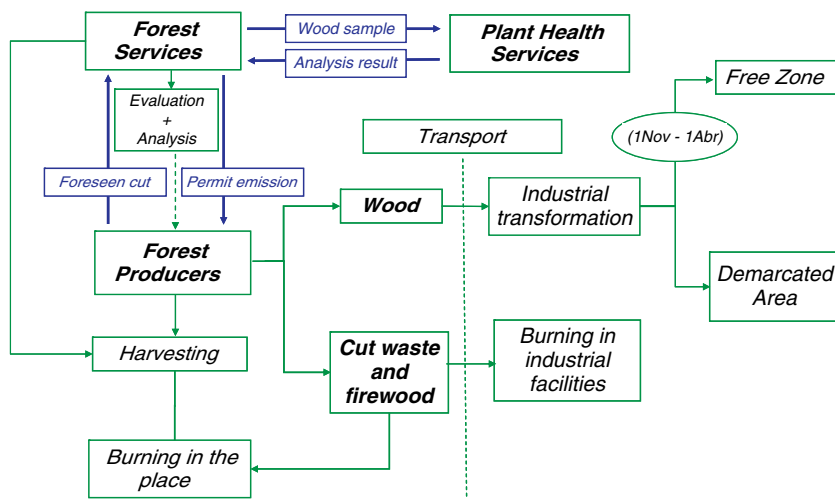 Forest
Services
Wood sample
Analysis result
Plant Health
Services
Free Zone
Evaluation
+
Analysis
Transport
(1Nov - 1Abr)
Foreseen cut
Permit emission
Wood
Industrial
transformation
Forest
Producers
Demarcated
Area
Harvesting
Cut waste
and
firewood
Burning in
industrial
facilities
Burning in the
place